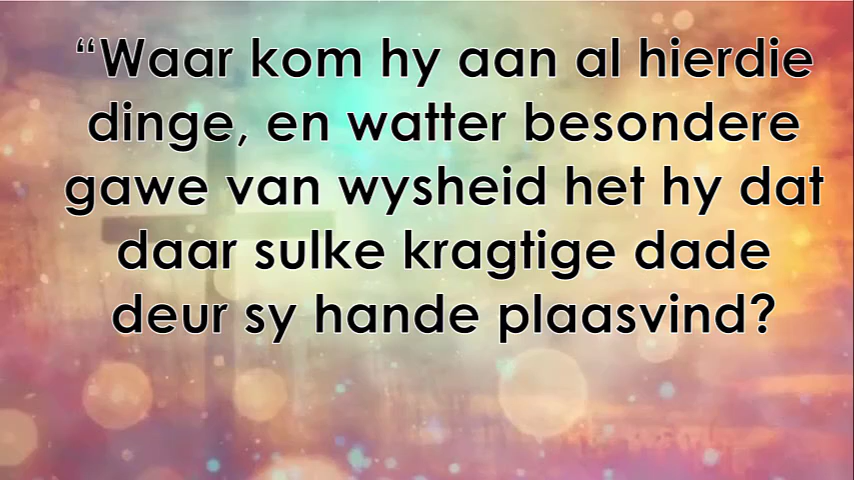 “Waar kom hy aan al hierdie
dinge, en watter besondere
gawe van wysheid het hy dat
daar sulke kragtige dade
deur sy hande plaasvind?